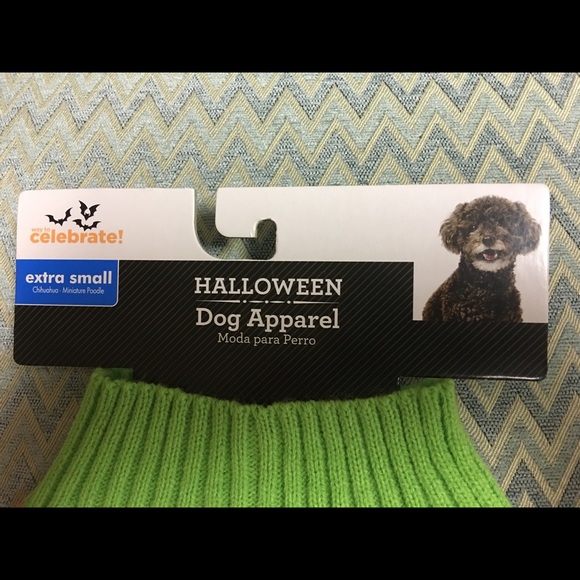 way to
celebrate!
extra small
Chihuahua · Miniature Poodle
HALLOWEEN
Dog Apparel
Moda para Perro